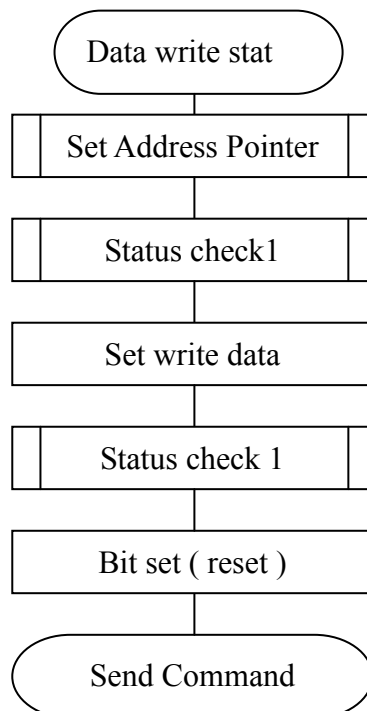 Data write stat
Set Address Pointer
Status check1
Set write data
Status check 1
Bit set ( reset )
Send Command